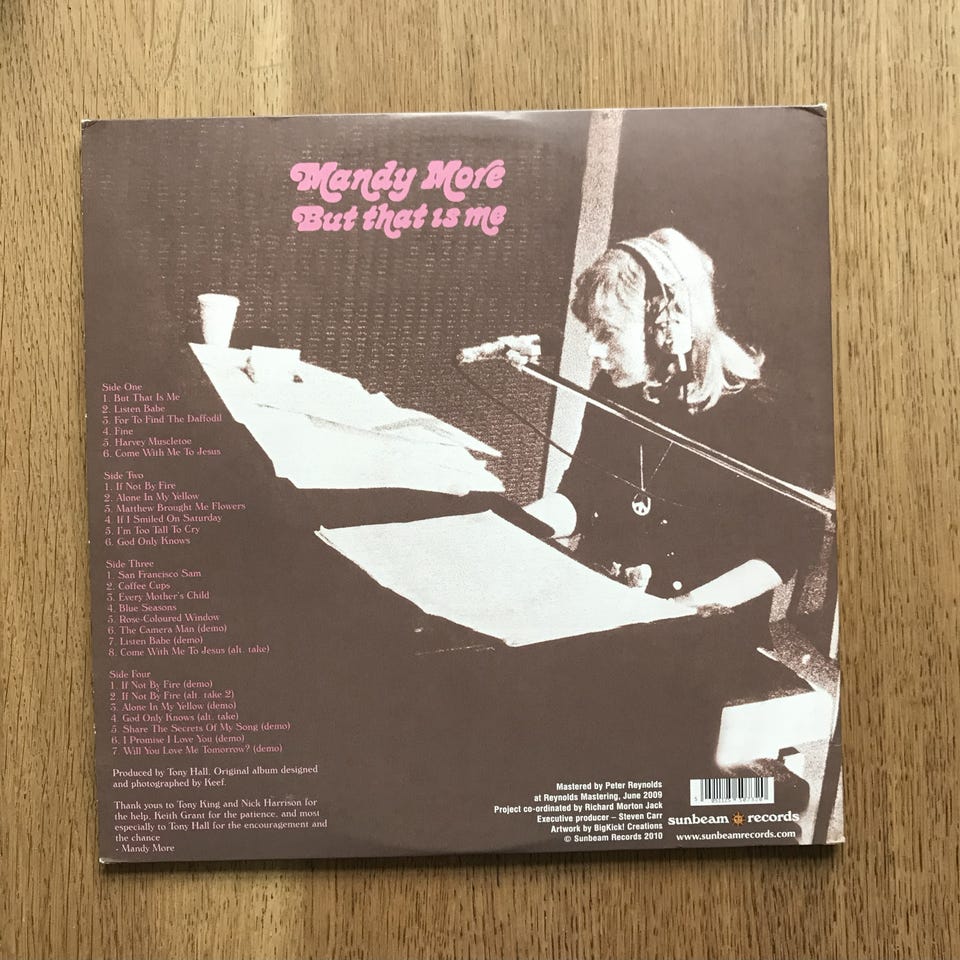 Mandy More
But that is me
Side One
1. But That Is Me
2. Listen Babe
3. For To Find The Daffodil
4. Fine
5. Harvey Muscletoe
6. Come With Me To Jesus
Side Two
1. If Not By Fire
2. Alone In My Yellow
3. Matthew Brought Me Flowers
4. If I Smiled On Saturday
5. I'm Too Tall To Cry
6. God Only Knows
Side Three
1. San Francisco Sam
2. Coffee Cups
3. Every Mother's Child
4. Blue Seasons
5. Rose-Coloured Window
6. The Camera Man (demo)
7. Listen Babe (demo)
8. Come With Me To Jesus (alt. take)
Side Four
1. If Not By Fire (demo)
2. If Not By Fire (alt. take 2)
3. Alone In My Yellow (demo)
4. God Only Knows (alt. take)
5. Share The Secrets Of My Song (demo)
6. I Promise I Love You (demo)
7. Will You Love Me Tomorrow? (demo)
Produced by Tony Hall. Original album designed
and photographed by Keef.
Thank yours to Tony King and Nick Harrison for
the help, Keith Grant for the patience, and most
especially to Tony Hall for the encouragement and
the chance
- Mandy More
Mastered by Peter Reynolds
at Reynolds Mastering, June 2009
Project co-ordinated by Richard Morton Jack
Executive producer – Steven Carr
Artwork by BigKick! Creations
© Sunbeam Records 2010
sunbeam records
www.sunbeamrecords.com